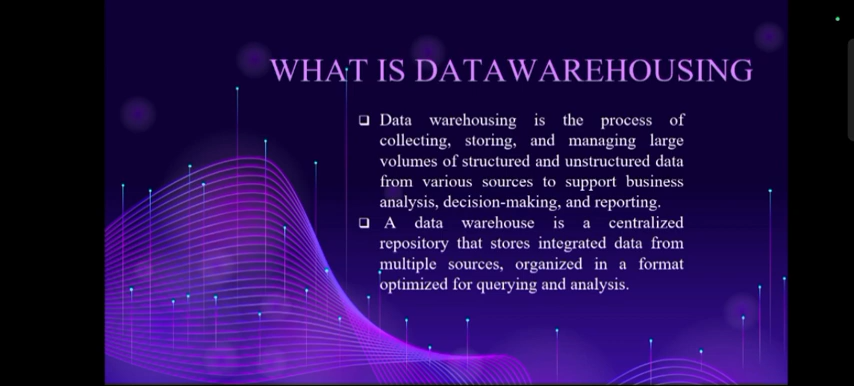 WHAT IS DATAWAREHOUSING
❑ Data warehousing is the process of
collecting, storing, and managing large
volumes of structured and unstructured data
from various sources to support business
analysis, decision-making, and reporting.
❑ A data warehouse is a centralized
repository that stores integrated data from
multiple sources, organized in a format
optimized for querying and analysis.